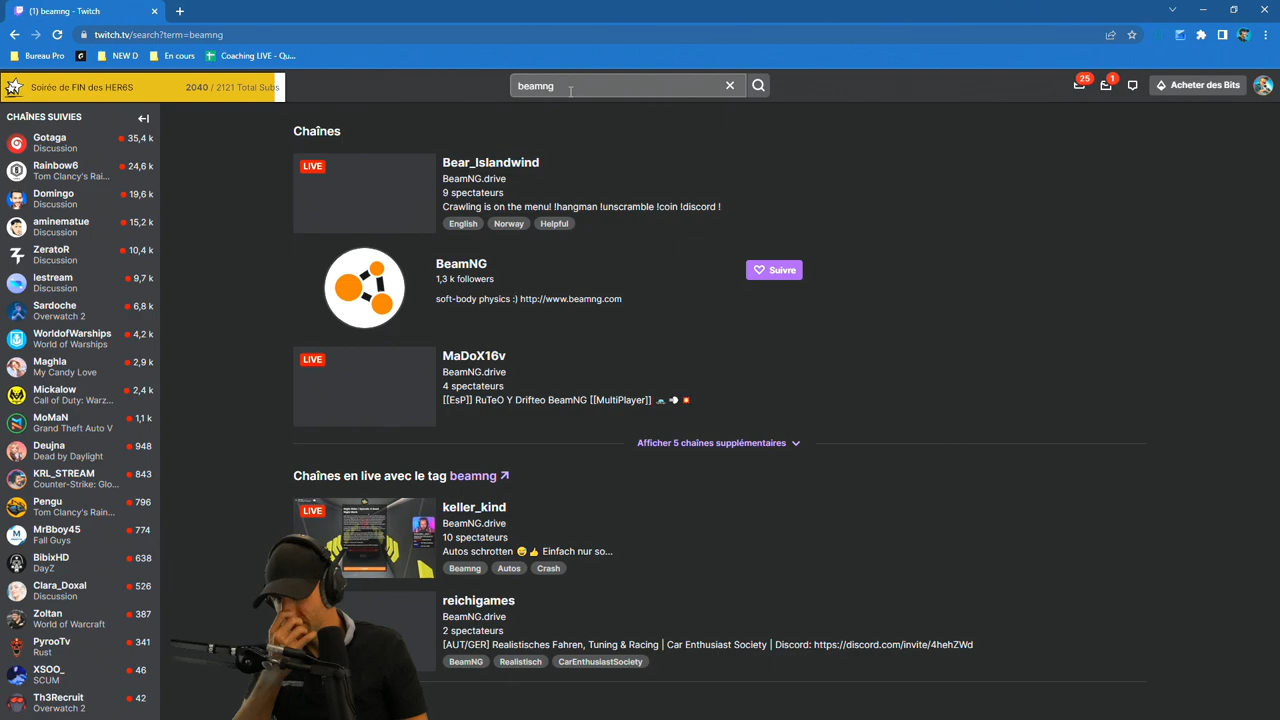 (1) beamng - Twitch
twitch.tv/search?term=beamng
Bureau Pro
NEW D
En cours
Coaching LIVE - Qu...
Soirée de FIN des HER6S
2040 / 2121 Total Subs
beamng
25
1
Acheter des Bits
CHAÎNES SUIVIES
Gotaga
35,4 k
Discussion
Rainbow6
24,6 k
Tom Clancy's Rai...
Domingo
19,6 k
Discussion
aminematue
15,2 k
Discussion
ZeratoR
10,4 k
Discussion
lestream
9,7 k
Discussion
Sardoche
6,8 k
Overwatch 2
WorldofWarships
4,2 k
World of Warships
Maghla
2,9 k
My Candy Love
Mickalow
2,4 k
Call of Duty: Warz...
MoMaN
1,1 k
Grand Theft Auto V
Deujna
948
Dead by Daylight
KRL_STREAM
843
Counter-Strike: Glo...
Pengu
796
Tom Clancy's Rain...
MrBboy45
774
Fall Guys
BibixHD
638
DayZ
Clara_Doxal
526
Discussion
Zoltan
387
World of Warcraft
PyrooTv
341
Rust
XSOO_
46
SCUM
Th3Recruit
42
Overwatch 2
Chaînes
LIVE
Bear_Islandwind
BeamNG.drive
9 spectateurs
Crawling is on the menu! !hangman !unscramble !coin !discord !
English
Norway
Helpful
BeamNG
1,3 k followers
Suivre
soft-body physics :) http://www.beamng.com
LIVE
MaDoX16v
BeamNG.drive
4 spectateurs
[[EsP]] RuTeO Y Drifteo BeamNG [[MultiPlayer]]
Afficher 5 chaînes supplémentaires
Chaînes en live avec le tag beamng
LIVE
keller_kind
BeamNG.drive
10 spectateurs
Autos schrotten 😅👍 Einfach nur so...
Beamng
Autos
Crash
reichigames
BeamNG.drive
2 spectateurs
[AUT/GER] Realistisches Fahren, Tuning & Racing | Car Enthusiast Society | Discord: https://discord.com/invite/4hehZWd
BeamNG
Realistisch
CarEnthusiastSociety